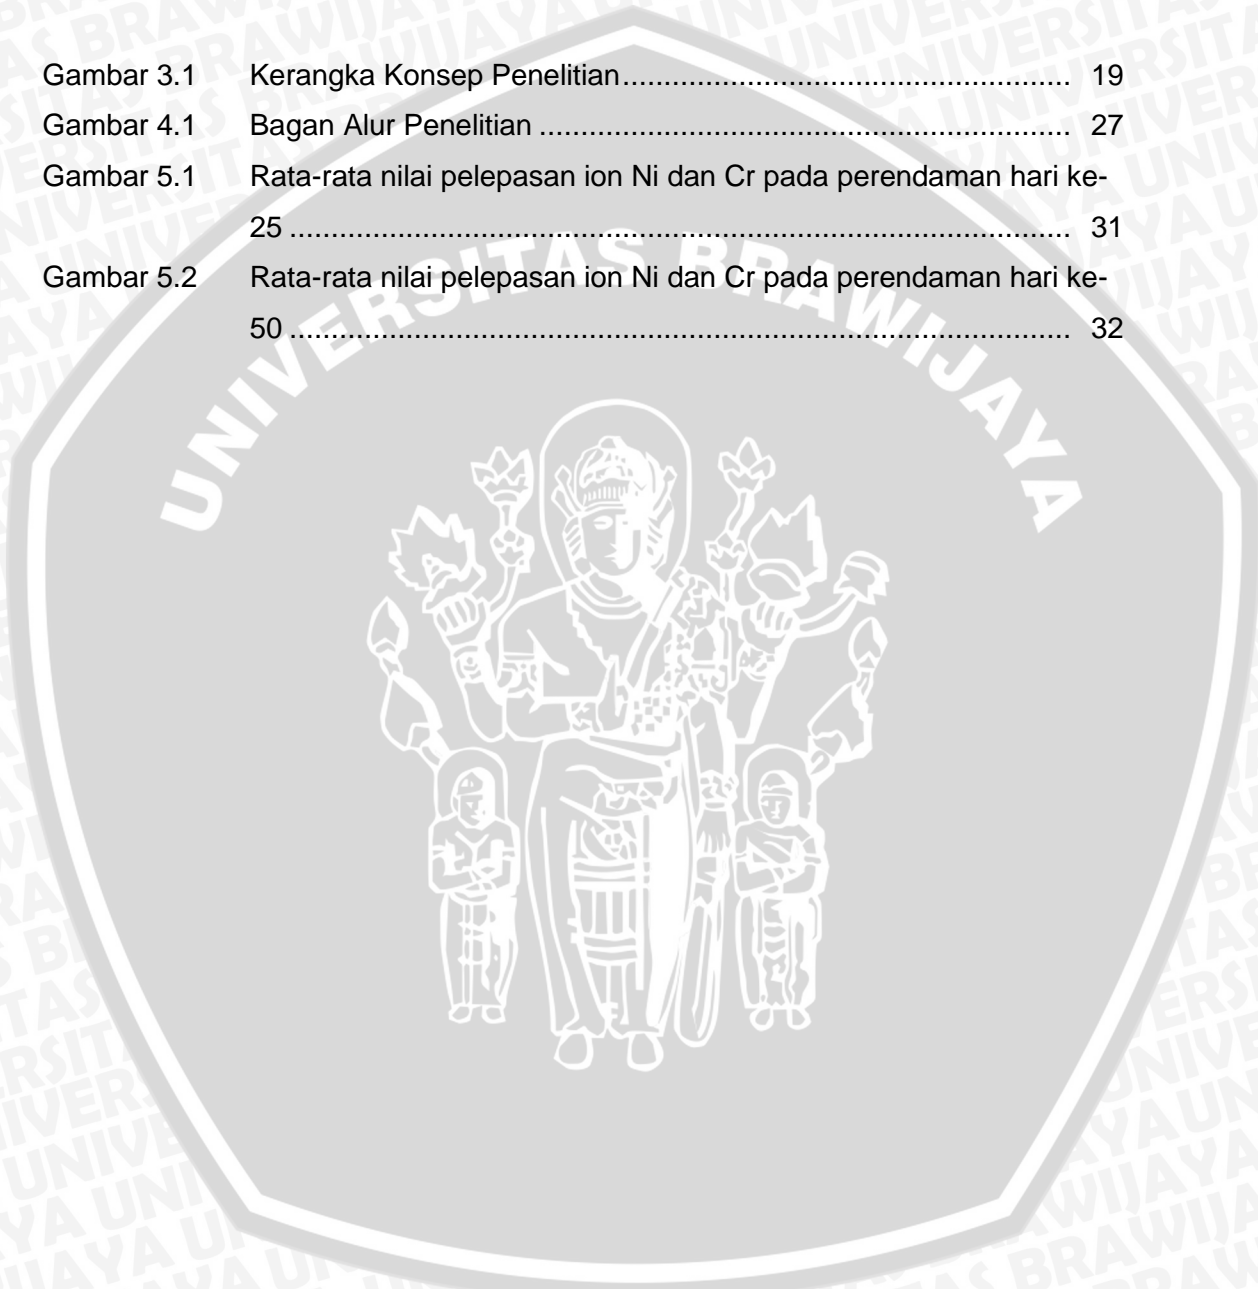 Gambar 3.1 Kerangka Konsep Penelitian.................................................... 19
Gambar 4.1 Bagan Alur Penelitian ................................................................. 27
Gambar 5.1 Rata-rata nilai pelepasan ion Ni dan Cr pada perendaman hari ke-
25 ............................................................................................... 31
Gambar 5.2 Rata-rata nilai pelepasan ion Ni dan Cr pada perendaman hari ke-
50 ............................................................................................... 32
UNIVERSITAS BRAWIJAYA